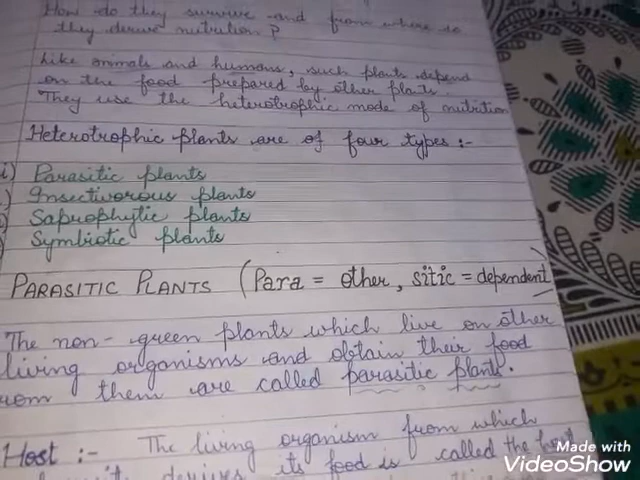 How do they survive and from where do
they derive nutrition?
Like animals and humans, such plants depend
on the food prepared by other plants.
They use the heterotrophic mode of nutrition
Heterotrophic plants are of four types :-
i) Parasitic plants
) Insectivorous plants
) Saprophytic plants
) Symbiotic plants
PARASITIC PLANTS (Para = other, sitic = dependent)
The non-green plants which live on other
living organisms and obtain their food
rom them are called parasitic plant.
Host :- The living organism from which
derives its food is called the host
Made with
VideoShow